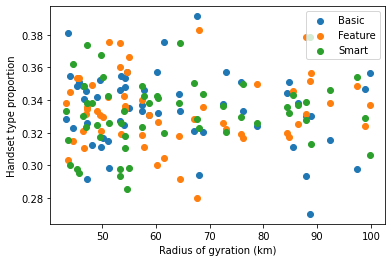 Handset type proportion
0.38
0.36
0.34
0.32
0.30
0.28
Basic
Feature
Smart
50
60
70
80
90
100
Radius of gyration (km)